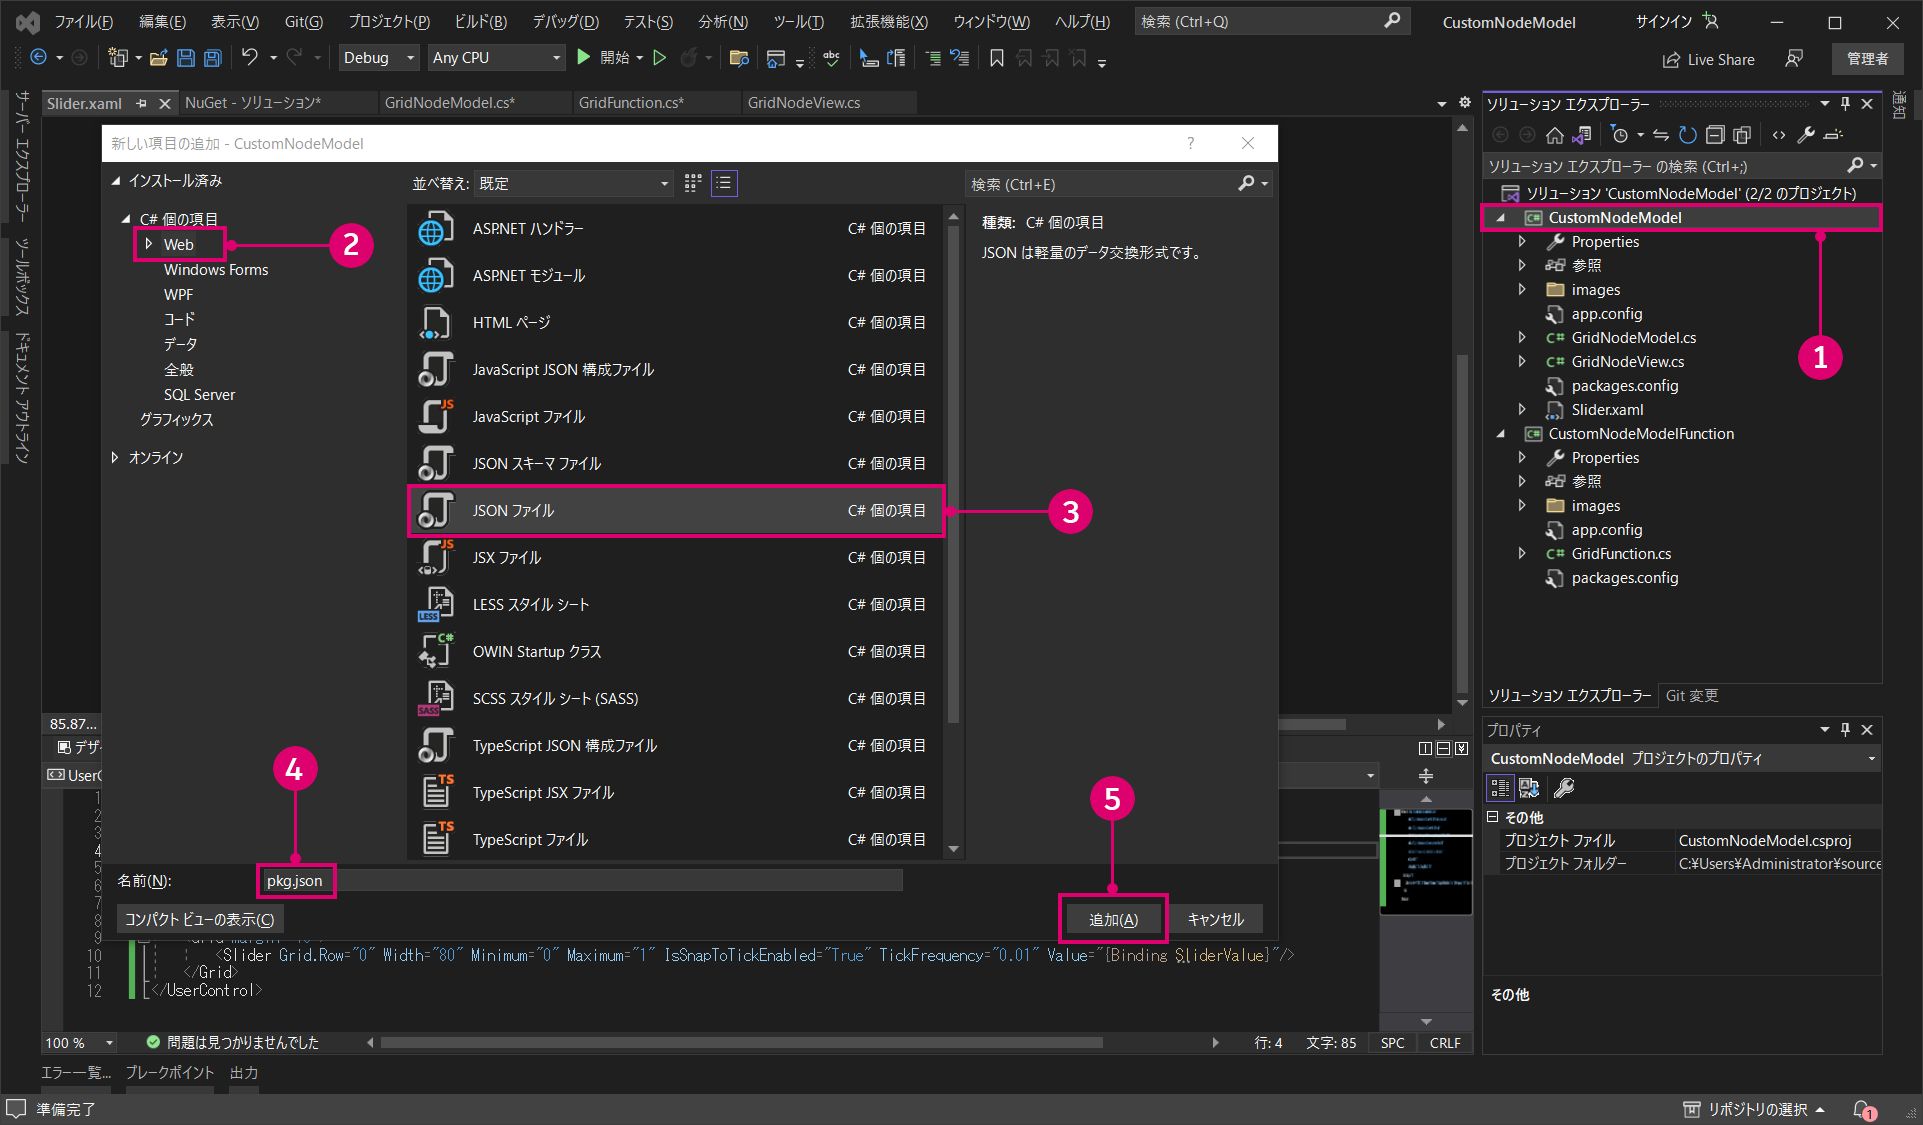 ファイル(F) 編集(E) 表示(V) Git(G) プロジェクト(P) ビルド(B) デバッグ(D) テスト(S) 分析(N) ツール(T) 拡張機能(X) ウィンドウ(W) ヘルプ(H) 検索 (Ctrl+Q) CustomNodeModel サインイン
Debug Any CPU 開始 Live Share 管理者
Slider.xaml NuGet - ソリューション* GridNodeModel.cs* GridFunction.cs* GridNodeView.cs
サーバー エクスプローラー
ツールボックス
ドキュメント アウトライン
新しい項目の追加 - CustomNodeModel ?
インストール済み
C# 個の項目
Web
Windows Forms
WPF
コード
データ
全般
SQL Server
グラフィックス
オンライン
2
並べ替え: 既定
検索 (Ctrl+E)
ASP.NET ハンドラー C# 個の項目
ASP.NET モジュール C# 個の項目
HTML ページ C# 個の項目
JavaScript JSON 構成ファイル C# 個の項目
JS JavaScript ファイル C# 個の項目
JSON スキーマ ファイル C# 個の項目
JSON ファイル C# 個の項目
3
JS JSX ファイル C# 個の項目
LESS LESS スタイル シート C# 個の項目
C# OWIN Startup クラス C# 個の項目
SASS SCSS スタイル シート (SASS) C# 個の項目
TypeScript JSON 構成ファイル C# 個の項目
TS TypeScript JSX ファイル C# 個の項目
TS TypeScript ファイル C# 個の項目
種類: C# 個の項目
JSON は軽量のデータ交換形式です。
4
5
名前(N): pkg.json
コンパクト ビューの表示(C) 追加(A) キャンセル
85.87...
デザ
UserC
1
2
3
4
5
6
7
8
9
10 <Slider Grid.Row="0" Width="80" Minimum="0" Maximum="1" IsSnapToTickEnabled="True" TickFrequency="0.01" Value="{Binding SliderValue}"/>
11 </Grid>
12 </UserControl>
100 % 問題は見つかりませんでした 行: 4 文字: 85 SPC CRLF
エラー一覧... ブレークポイント 出力
準備完了 リポジトリの選択 1
ソリューション エクスプローラー
通知
ソリューション エクスプローラー の検索 (Ctrl+;)
ソリューション 'CustomNodeModel' (2/2 のプロジェクト)
C# CustomNodeModel
Properties
参照
images
app.config
C# GridNodeModel.cs
C# GridNodeView.cs
packages.config
Slider.xaml
C# CustomNodeModelFunction
Properties
参照
images
app.config
C# GridFunction.cs
packages.config
1
ソリューション エクスプローラー Git 変更
プロパティ
CustomNodeModel プロジェクトのプロパティ
その他
プロジェクト ファイル CustomNodeModel.csproj
プロジェクト フォルダー C:¥Users¥Administrator¥source
その他